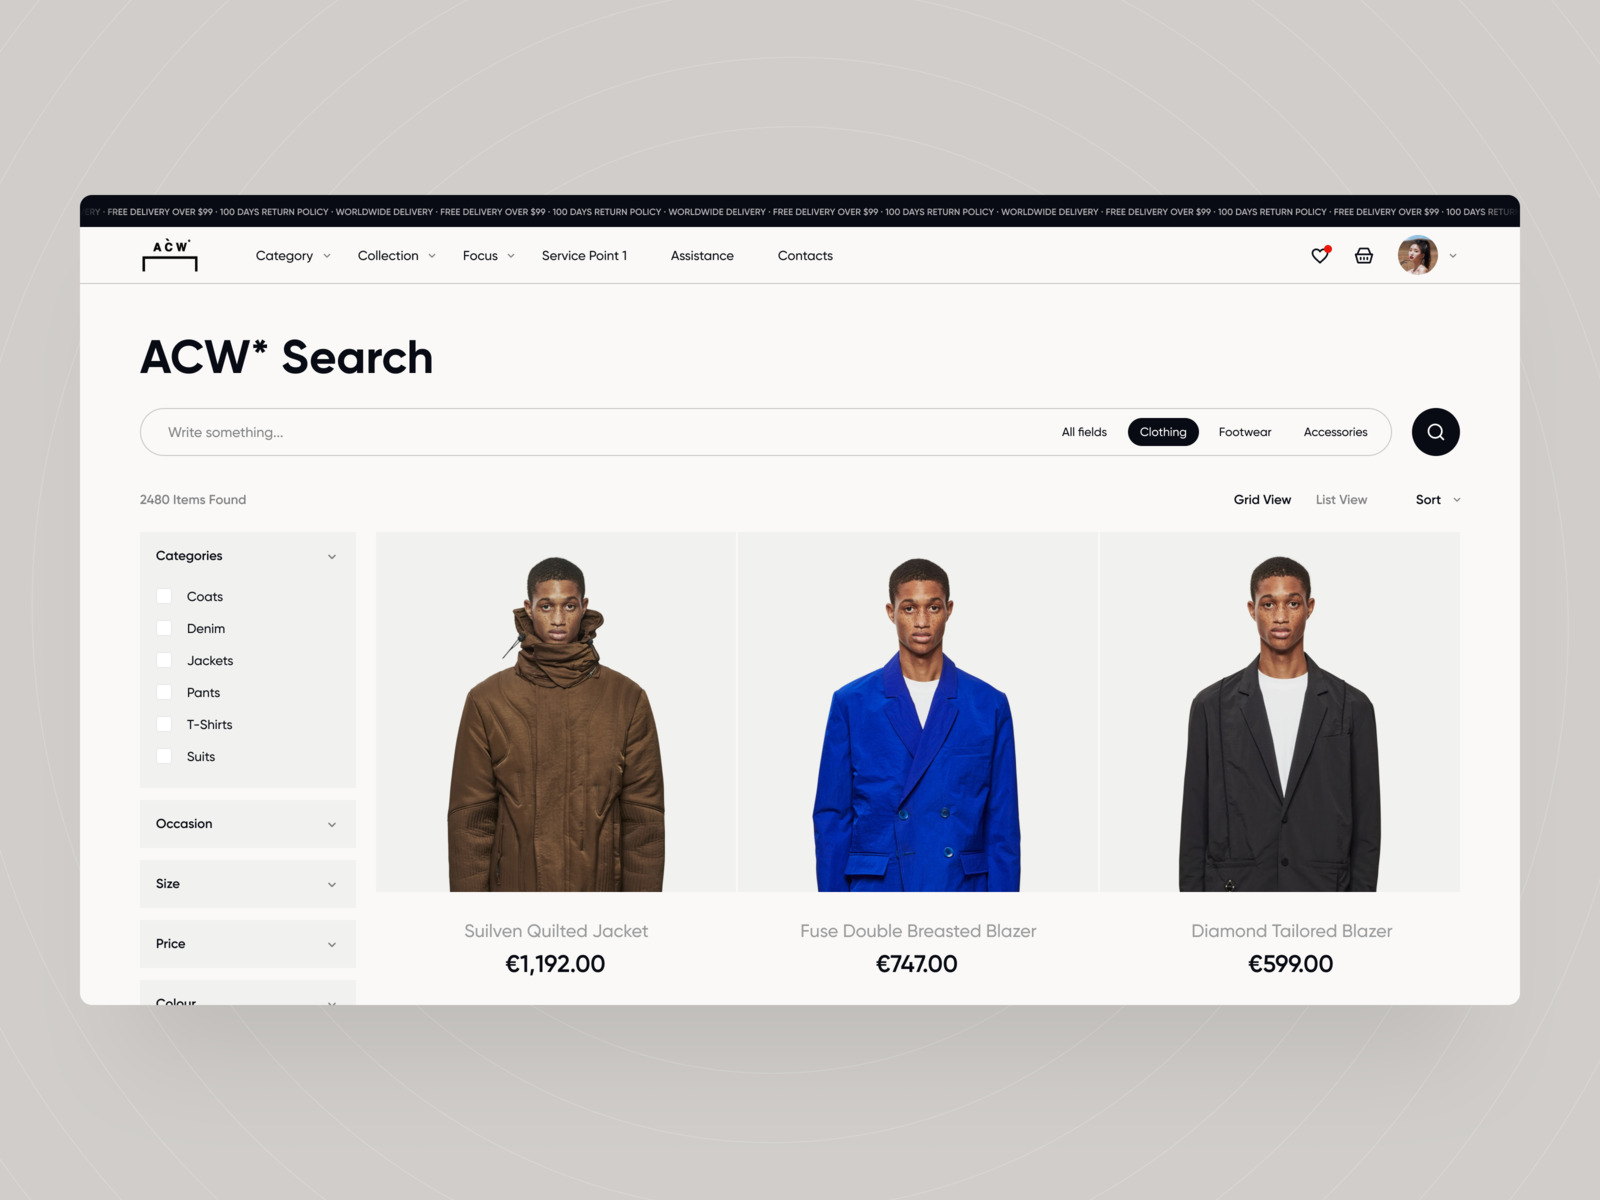 ERY · FREE DELIVERY OVER $99 · 100 DAYS RETURN POLICY · WORLDWIDE DELIVERY · FREE DELIVERY OVER $99 · 100 DAYS RETURN POLICY · WORLDWIDE DELIVERY · FREE DELIVERY OVER $99 · 100 DAYS RETURN POLICY · WORLDWIDE DELIVERY · FREE DELIVERY OVER $99 · 100 DAYS RETURN POLICY · FREE DELIVERY OVER $99 · 100 DAYS RETUR
ACW*
Category Collection Focus Service Point 1 Assistance Contacts
ACW* Search
Write something... All fields Clothing Footwear Accessories
2480 Items Found Grid View List View Sort
Categories
Coats
Denim
Jackets
Pants
T-Shirts
Suits
Occasion
Size
Price
Colour
Suilven Quilted Jacket
€1,192.00
Fuse Double Breasted Blazer
€747.00
Diamond Tailored Blazer
€599.00